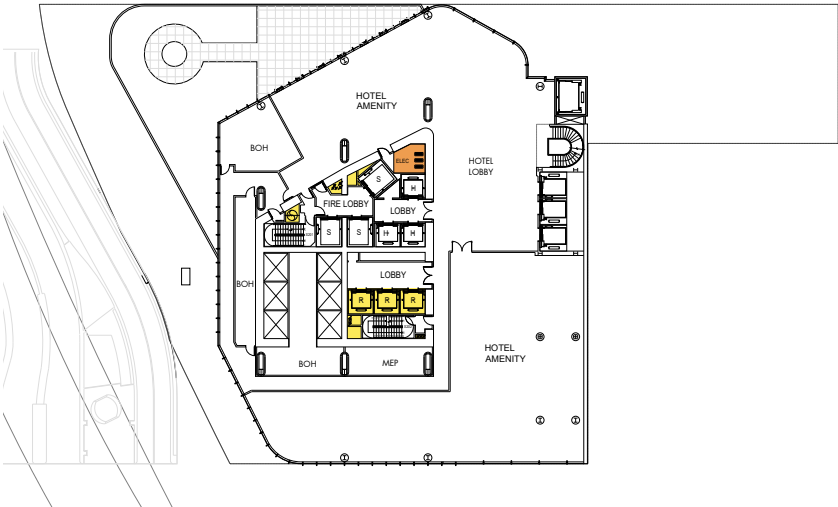 HOTEL
AMENITY
BOH
ELEC
HOTEL
LOBBY
S
H
FIRE LOBBY
LOBBY
S
S
H
H
LOBBY
BOH
R
R
R
HOTEL
AMENITY
BOH
MEP